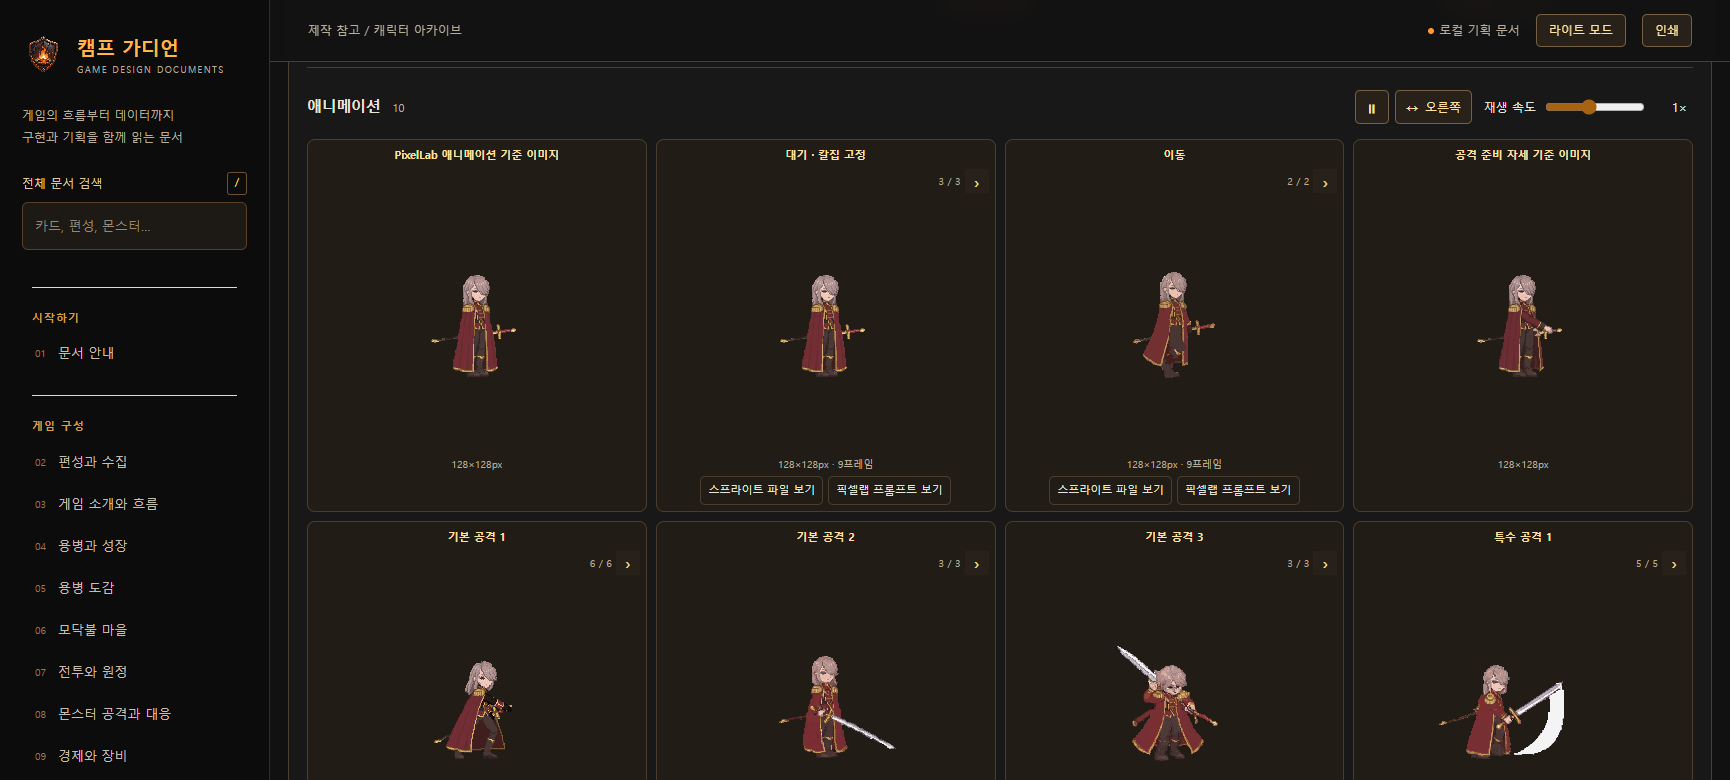 캠프 가디언
GAME DESIGN DOCUMENTS
게임의 흐름부터 데이터까지
구현과 기획을 함께 읽는 문서
전체 문서 검색
/
카드, 편성, 몬스터...
시작하기
01 문서 안내
게임 구성
02 편성과 수집
03 게임 소개와 흐름
04 용병과 성장
05 용병 도감
06 모닥불 마을
07 전투와 원정
08 몬스터 공격과 대응
09 경제와 장비
제작 참고 / 캐릭터 아카이브
로컬 기획 문서
라이트 모드
인쇄
애니메이션 10
↔ 오른쪽
재생 속도
1×
PixelLab 애니메이션 기준 이미지
128×128px
대기 · 칼집 고정
3 / 3 ›
128×128px · 9프레임
스프라이트 파일 보기
픽셀랩 프롬프트 보기
이동
2 / 2 ›
128×128px · 9프레임
스프라이트 파일 보기
픽셀랩 프롬프트 보기
공격 준비 자세 기준 이미지
128×128px
기본 공격 1
6 / 6 ›
기본 공격 2
3 / 3 ›
기본 공격 3
3 / 3 ›
특수 공격 1
5 / 5 ›